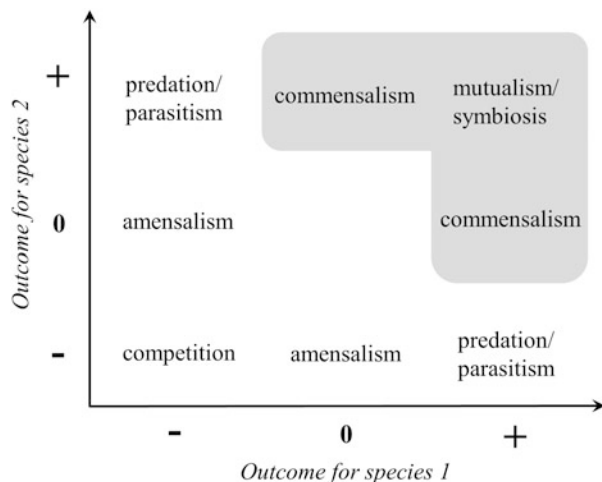 Outcome for species 2
+
predation/
parasitism
commensalism
mutualism/
symbiosis
0
amensalism
commensalism
-
competition
amensalism
predation/
parasitism
-
0
+
Outcome for species 1